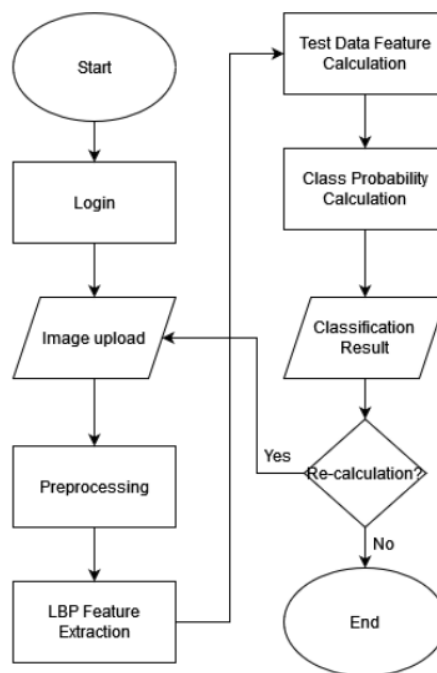 Start
Login
Image upload
Preprocessing
LBP Feature
Extraction
Test Data Feature
Calculation
Class Probability
Calculation
Classification
Result
Re-calculation?
Yes
No
End